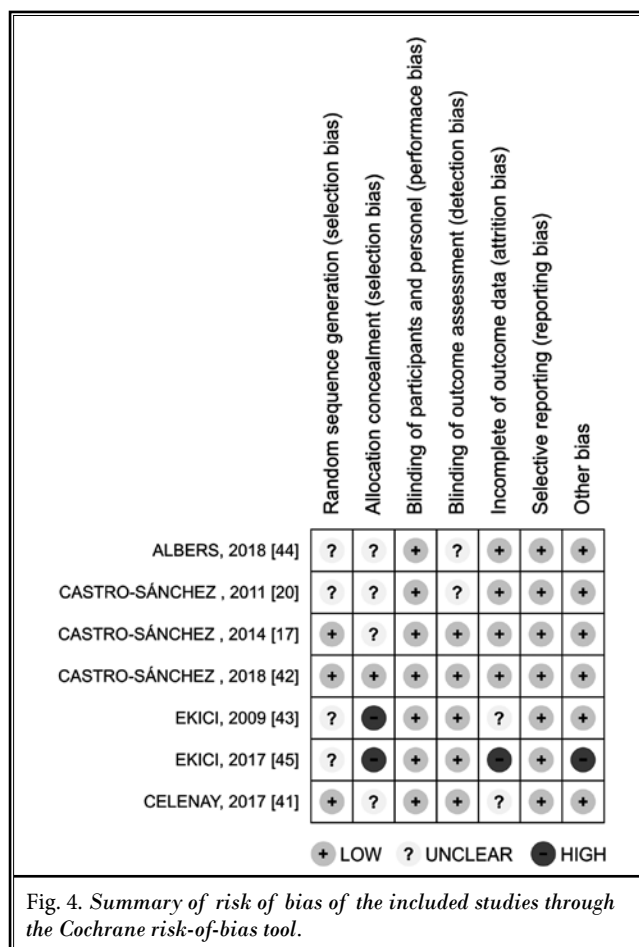 Random sequence generation (selection bias)
Allocation concealment (selection bias)
Blinding of participants and personel (performace bias)
Blinding of outcome assessment (detection bias)
Incomplete of outcome data (attrition bias)
Selective reporting (reporting bias)
Other bias
ALBERS, 2018 [44] ? ? + ? + + +
CASTRO-SÁNCHEZ , 2011 [20] ? ? + ? + + +
CASTRO-SÁNCHEZ , 2014 [17] + ? + + + + +
CASTRO-SÁNCHEZ , 2018 [42] + + + + + + +
EKICI, 2009 [43] ? - + + ? + +
EKICI, 2017 [45] ? - + + - + -
CELENAY, 2017 [41] + ? + + ? + +
+ LOW ? UNCLEAR - HIGH
Fig. 4. Summary of risk of bias of the included studies through
the Cochrane risk-of-bias tool.